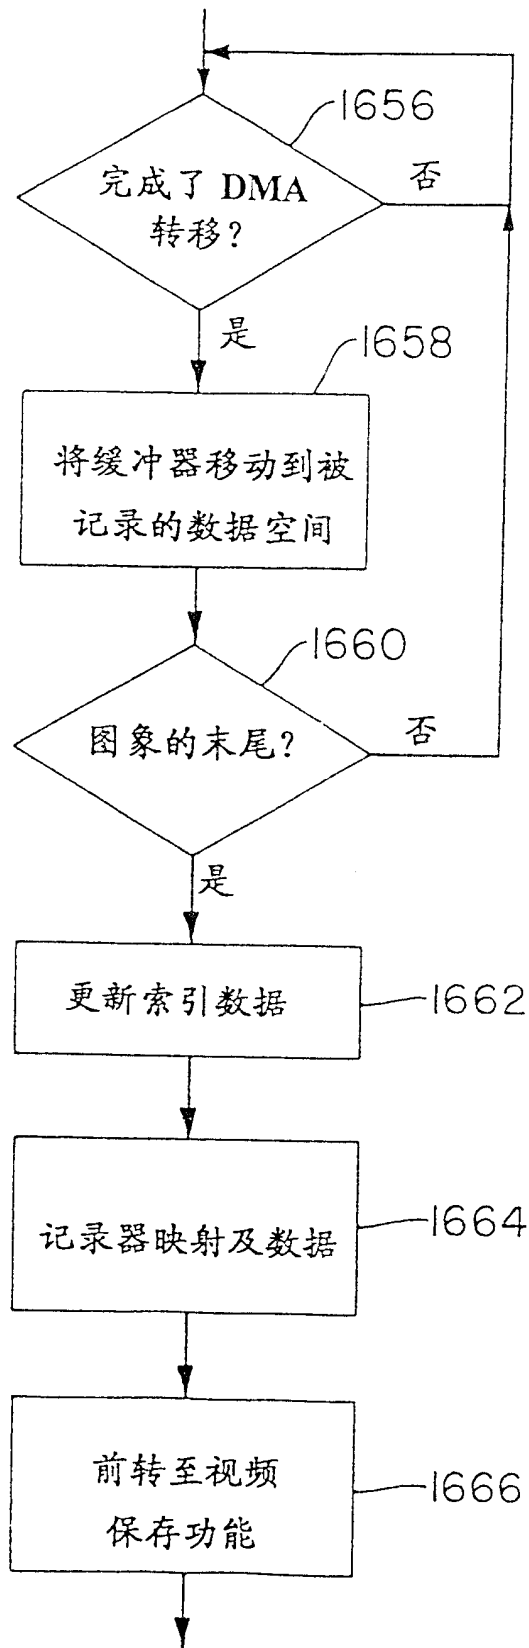 1656
完成了 DMA
转移?
否
是
1658
将缓冲器移动到被
记录的数据空间
1660
图象的末尾?
否
是
更新索引数据
1662
记录器映射及数据
1664
前转至视频
保存功能
1666